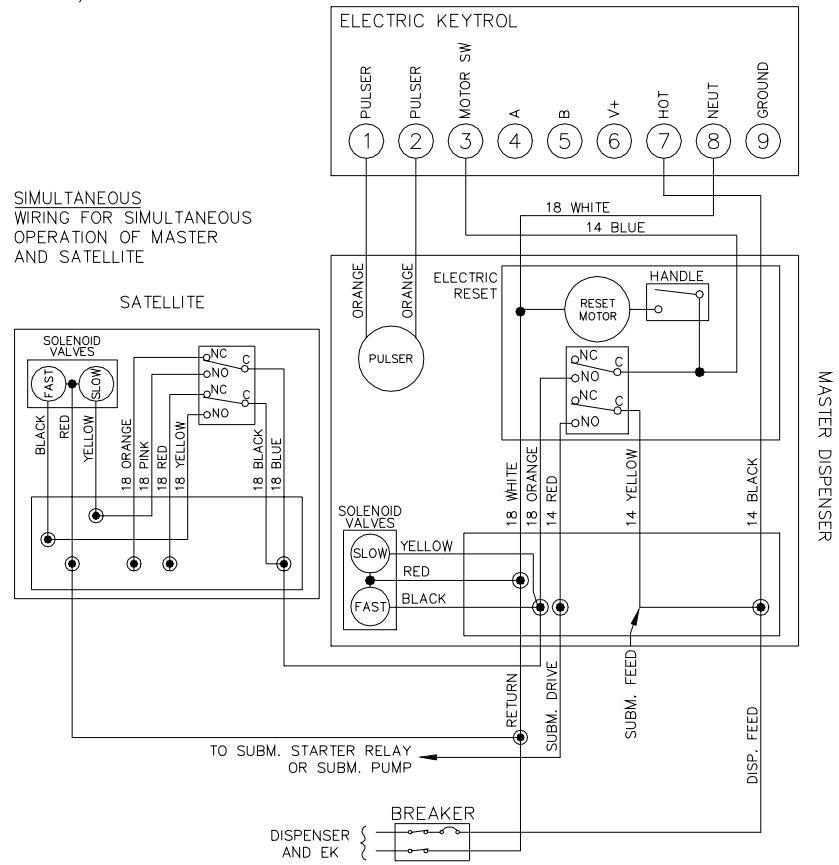 ELECTRIC KEYTROL
PULSER
PULSER
MOTOR SW
A
B
V+
HOT
NEUT
GROUND
1
2
3
4
5
6
7
8
9
SIMULTANEOUS
WIRING FOR SIMULTANEOUS
OPERATION OF MASTER
AND SATELLITE
18 WHITE
14 BLUE
ORANGE
ORANGE
ELECTRIC
RESET
HANDLE
RESET
MOTOR
PULSER
NC
NO
C
NC
NO
C
MASTER DISPENSER
SATELLITE
SOLENOID
VALVES
FAST
SLOW
NC
NO
C
NC
NO
C
BLACK
RED
YELLOW
18 ORANGE
18 PINK
18 RED
18 YELLOW
18 BLACK
18 BLUE
18 WHITE
18 ORANGE
14 RED
14 YELLOW
14 BLACK
SOLENOID
VALVES
SLOW
FAST
YELLOW
RED
BLACK
RETURN
SUBM. DRIVE
SUBM. FEED
DISP. FEED
TO SUBM. STARTER RELAY
OR SUBM. PUMP
BREAKER
DISPENSER
AND EK